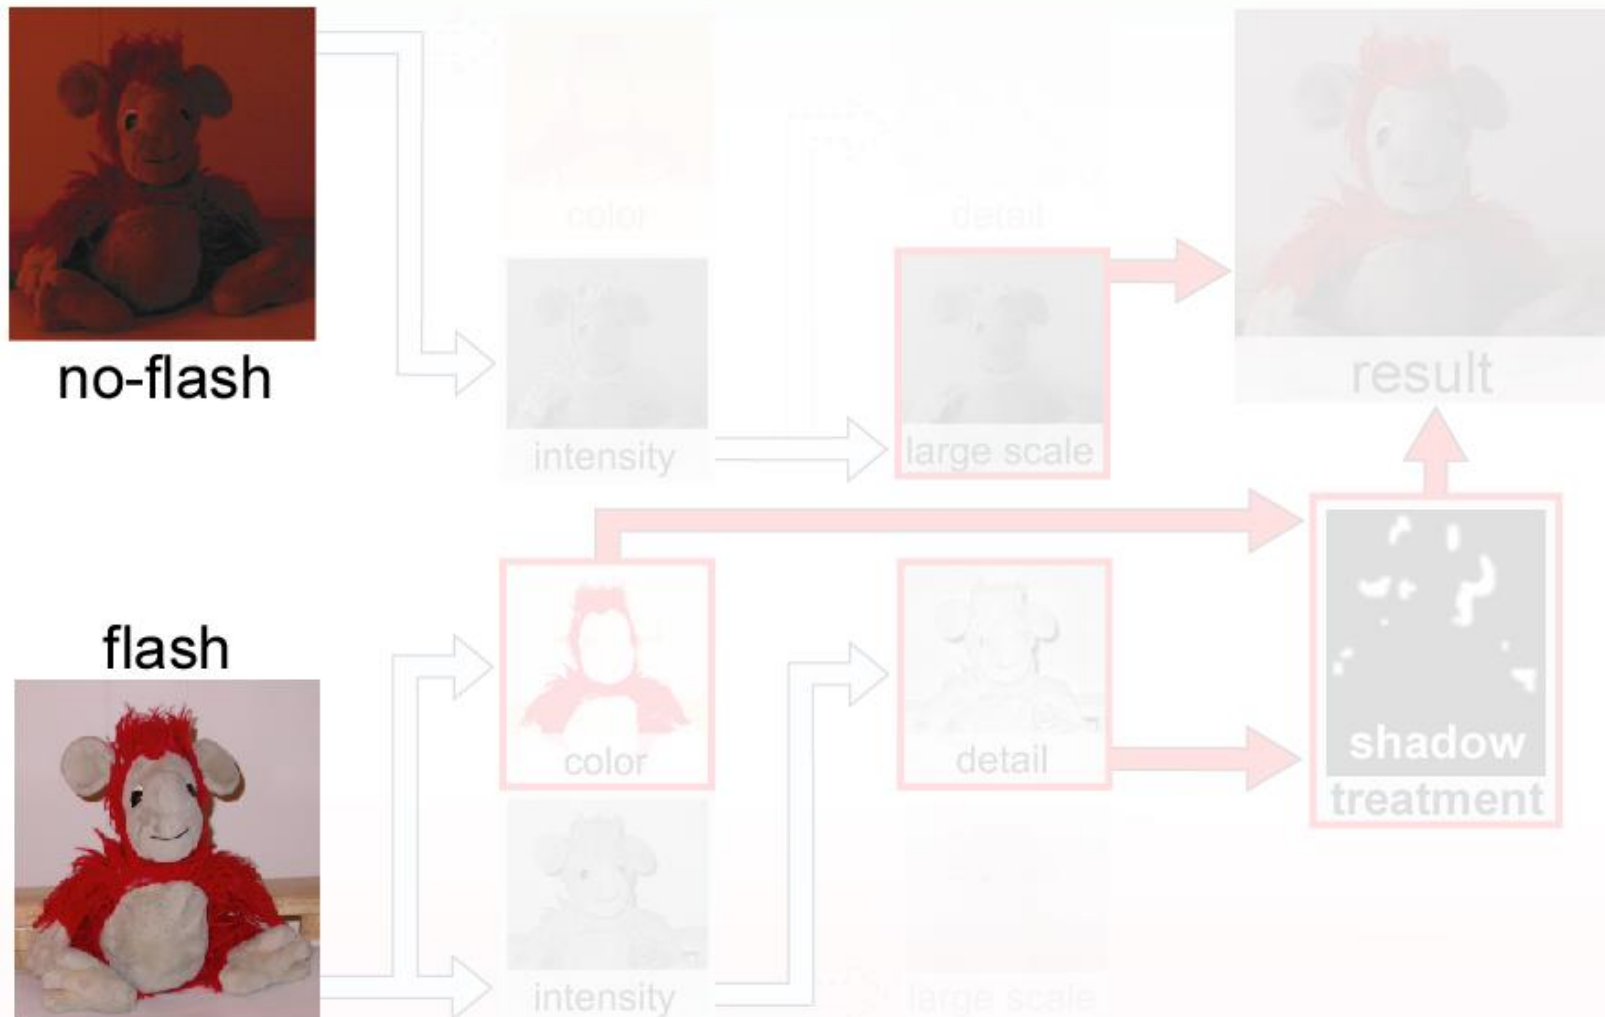 color
detail
no-flash
result
intensity
large scale
flash
color
detail
shadow
treatment
intensity
large scale